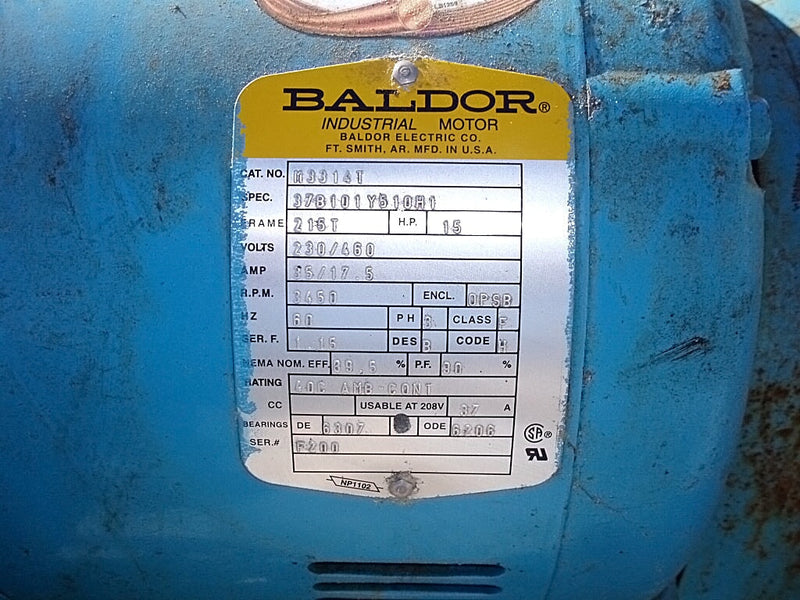 LB1259
BALDOR®
INDUSTRIAL MOTOR
BALDOR ELECTRIC CO.
FT. SMITH, AR. MFD. IN U.S.A.
CAT. NO. M3314T
SPEC. 37B101Y510H1
FRAME 215T H.P. 15
VOLTS 230/460
AMP 35/17.5
R.P.M. 3450 ENCL. OPSB
HZ 60 PH 3 CLASS F
SER. F. 1.15 DES B CODE H
NEMA NOM. EFF. 89.5 % P.F. 90 %
RATING 40C AMB-CONT
CC USABLE AT 208V 37 A
BEARINGS DE 6307 ODE 6206
SER.# F200
SA ®
RU
NP1102